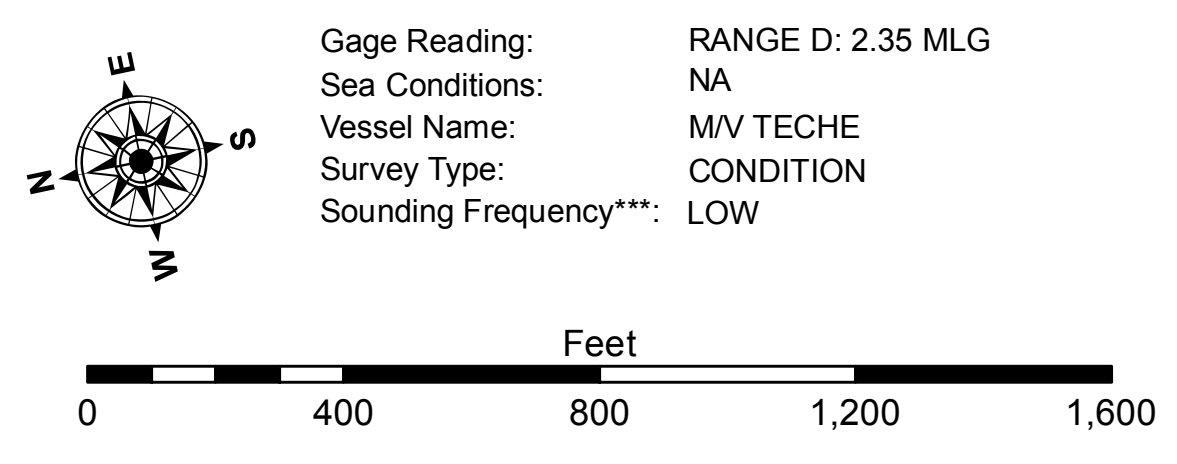 E
S
N
W
Gage Reading: RANGE D: 2.35 MLG
Sea Conditions: NA
Vessel Name: M/V TECHE
Survey Type: CONDITION
Sounding Frequency***: LOW
Feet
0 400 800 1,200 1,600